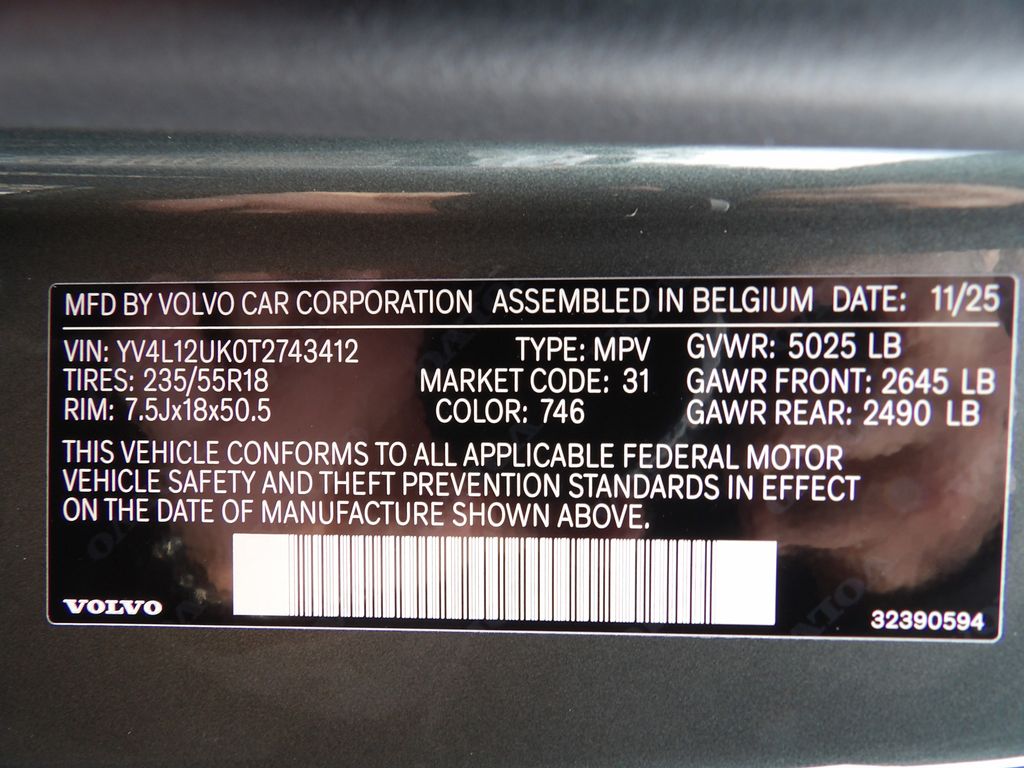 MFD BY VOLVO CAR CORPORATION ASSEMBLED IN BELGIUM DATE: 11/25
VIN: YV4L12UK0T2743412 TYPE: MPV GVWR: 5025 LB
TIRES: 235/55R18 MARKET CODE: 31 GAWR FRONT: 2645 LB
RIM: 7.5Jx18x50.5 COLOR: 746 GAWR REAR: 2490 LB
THIS VEHICLE CONFORMS TO ALL APPLICABLE FEDERAL MOTOR
VEHICLE SAFETY AND THEFT PREVENTION STANDARDS IN EFFECT
ON THE DATE OF MANUFACTURE SHOWN ABOVE.
VOLVO 32390594